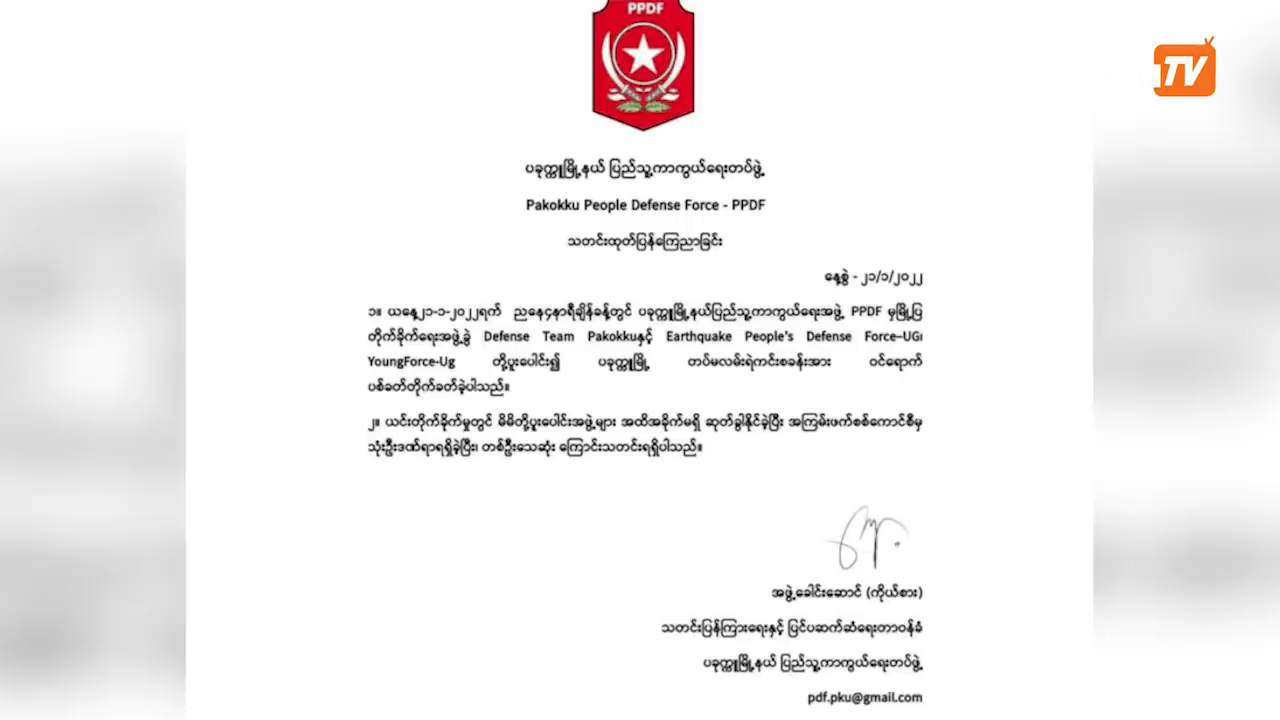 PPDF
TV
ပခုက္ကူမြို့နယ် ပြည်သူ့ကာကွယ်ရေးတပ်ဖွဲ့
Pakokku People Defense Force - PPDF
သတင်းထုတ်ပြန်ကြေညာခြင်း
နေ့စွဲ - ၂၁/၁/၂၀၂၂
၁။ ယနေ့၂၁-၁-၂၀၂၂ရက် ညနေ၄နာရီချိန်ခန့်တွင် ပခုက္ကူမြို့နယ်ပြည်သူ့ကာကွယ်ရေးအဖွဲ့ PPDF မှမြို့ပြ
တိုက်ခိုက်ရေးအဖွဲ့ခွဲ Defense Team Pakokkuနှင့် Earthquake People's Defense Force–UG၊
YoungForce-Ug တို့ပူးပေါင်း၍ ပခုက္ကူမြို့ တပ်မလမ်းရဲကင်းစခန်းအား ဝင်ရောက်
ပစ်ခတ်တိုက်ခတ်ခဲ့ပါသည်။
၂။ ယင်းတိုက်ခိုက်မှုတွင် မိမိတို့ပူးပေါင်းအဖွဲ့များ အထိအခိုက်မရှိ ဆုတ်ခွါနိုင်ခဲ့ပြီး အကြမ်းဖက်စစ်ကောင်စီမှ
သုံးဦးဒဏ်ရာရရှိခဲ့ပြီး၊ တစ်ဦးသေဆုံး ကြောင်းသတင်းရရှိပါသည်။
အဖွဲ့ခေါင်းဆောင် (ကိုယ်စား)
သတင်းပြန်ကြားရေးနှင့် ပြင်ပဆက်ဆံရေးတာဝန်ခံ
ပခုက္ကူမြို့နယ် ပြည်သူ့ကာကွယ်ရေးတပ်ဖွဲ့
pdf.pku@gmail.com